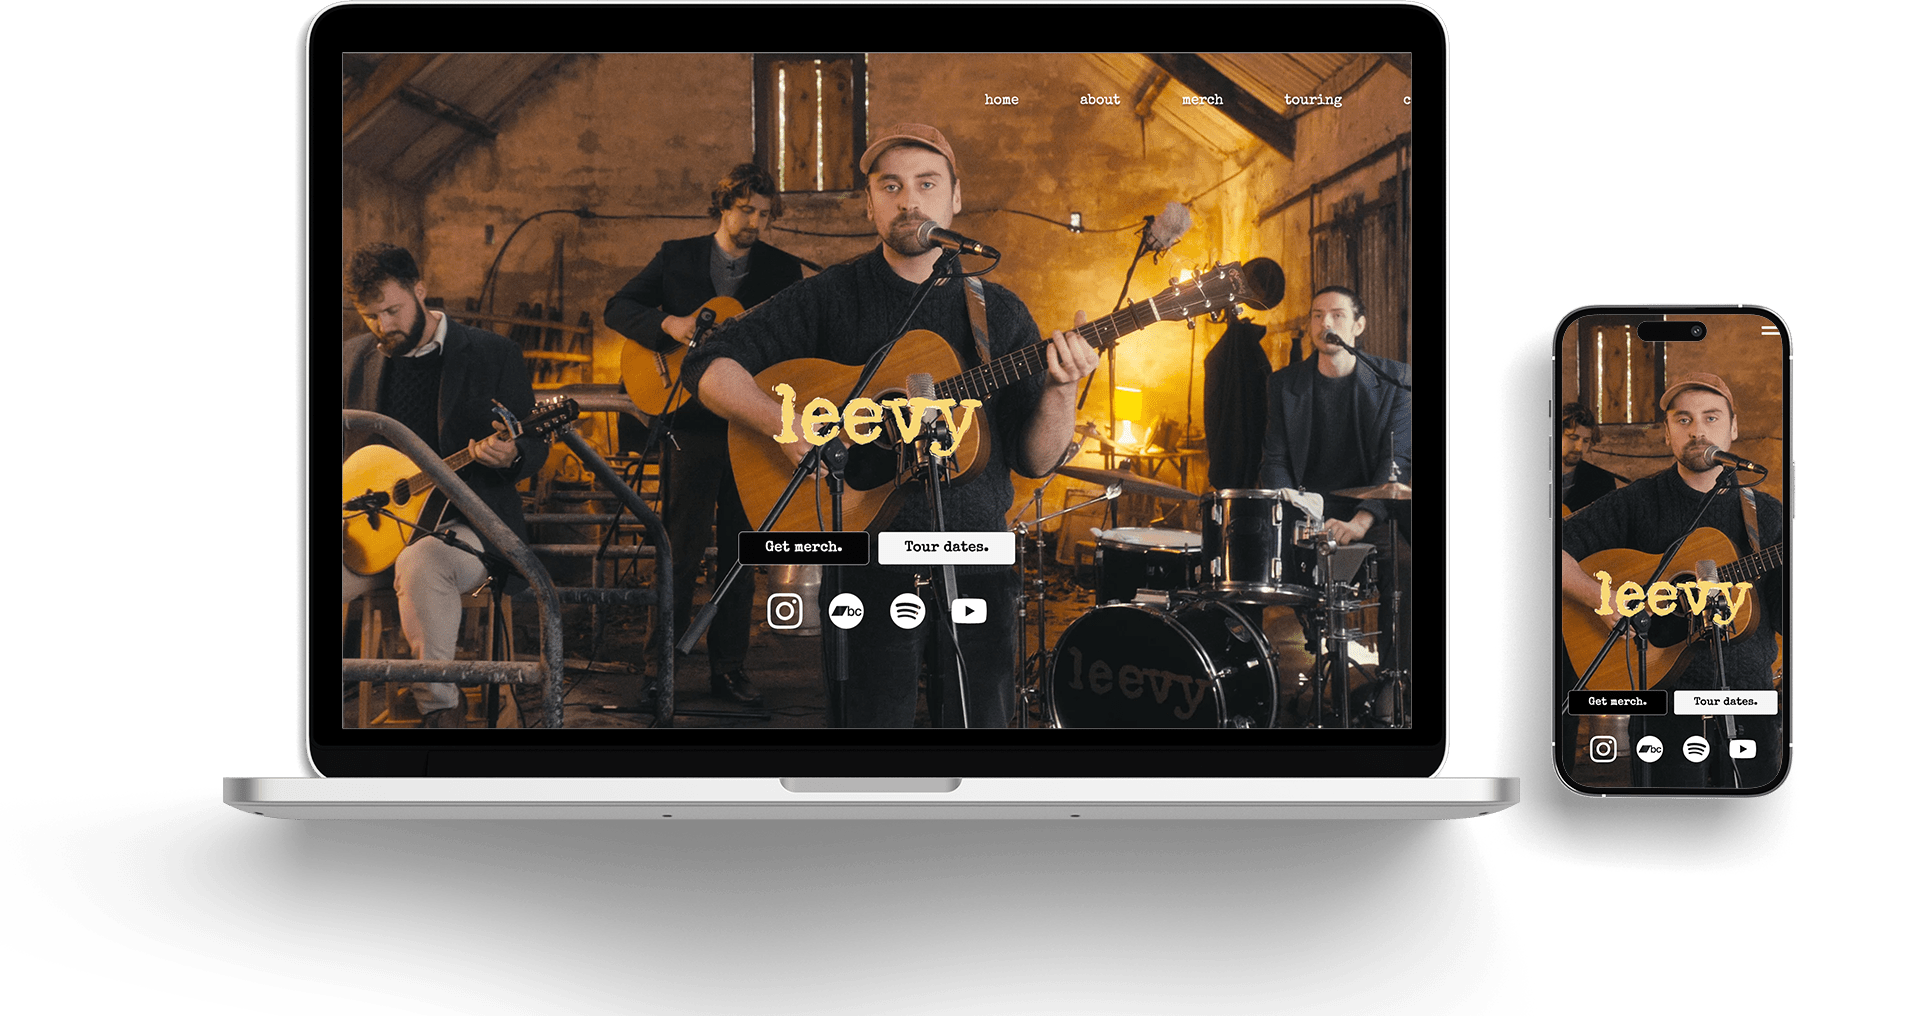 home about merch touring c
leevy
Get merch. Tour dates.
bc
leevy
leevy
Get merch. Tour dates.
bc